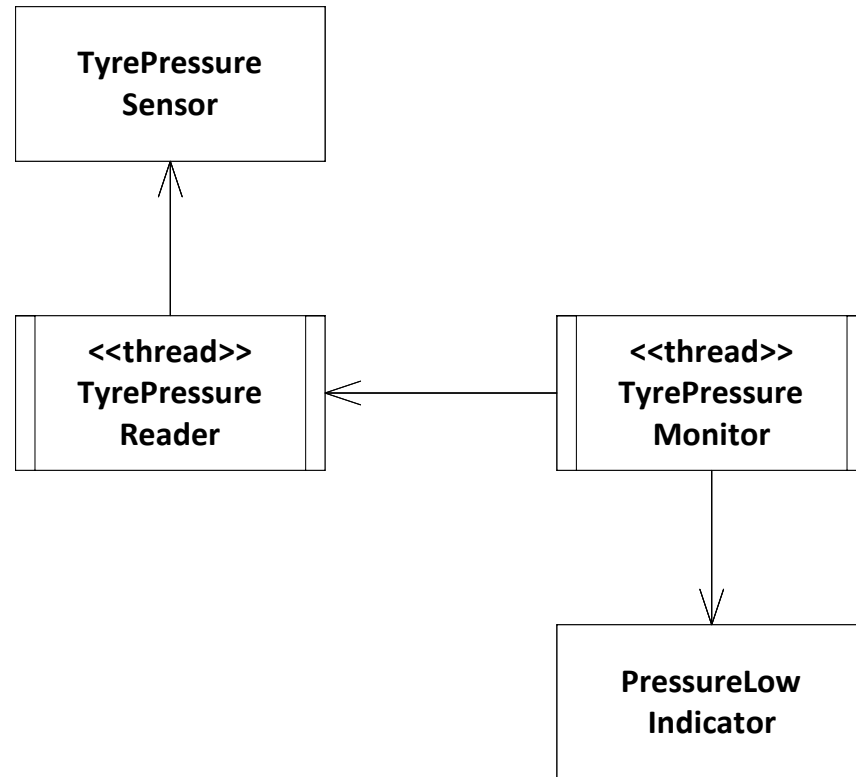 TyrePressure
Sensor
<<thread>>
TyrePressure
Reader
<<thread>>
TyrePressure
Monitor
PressureLow
Indicator